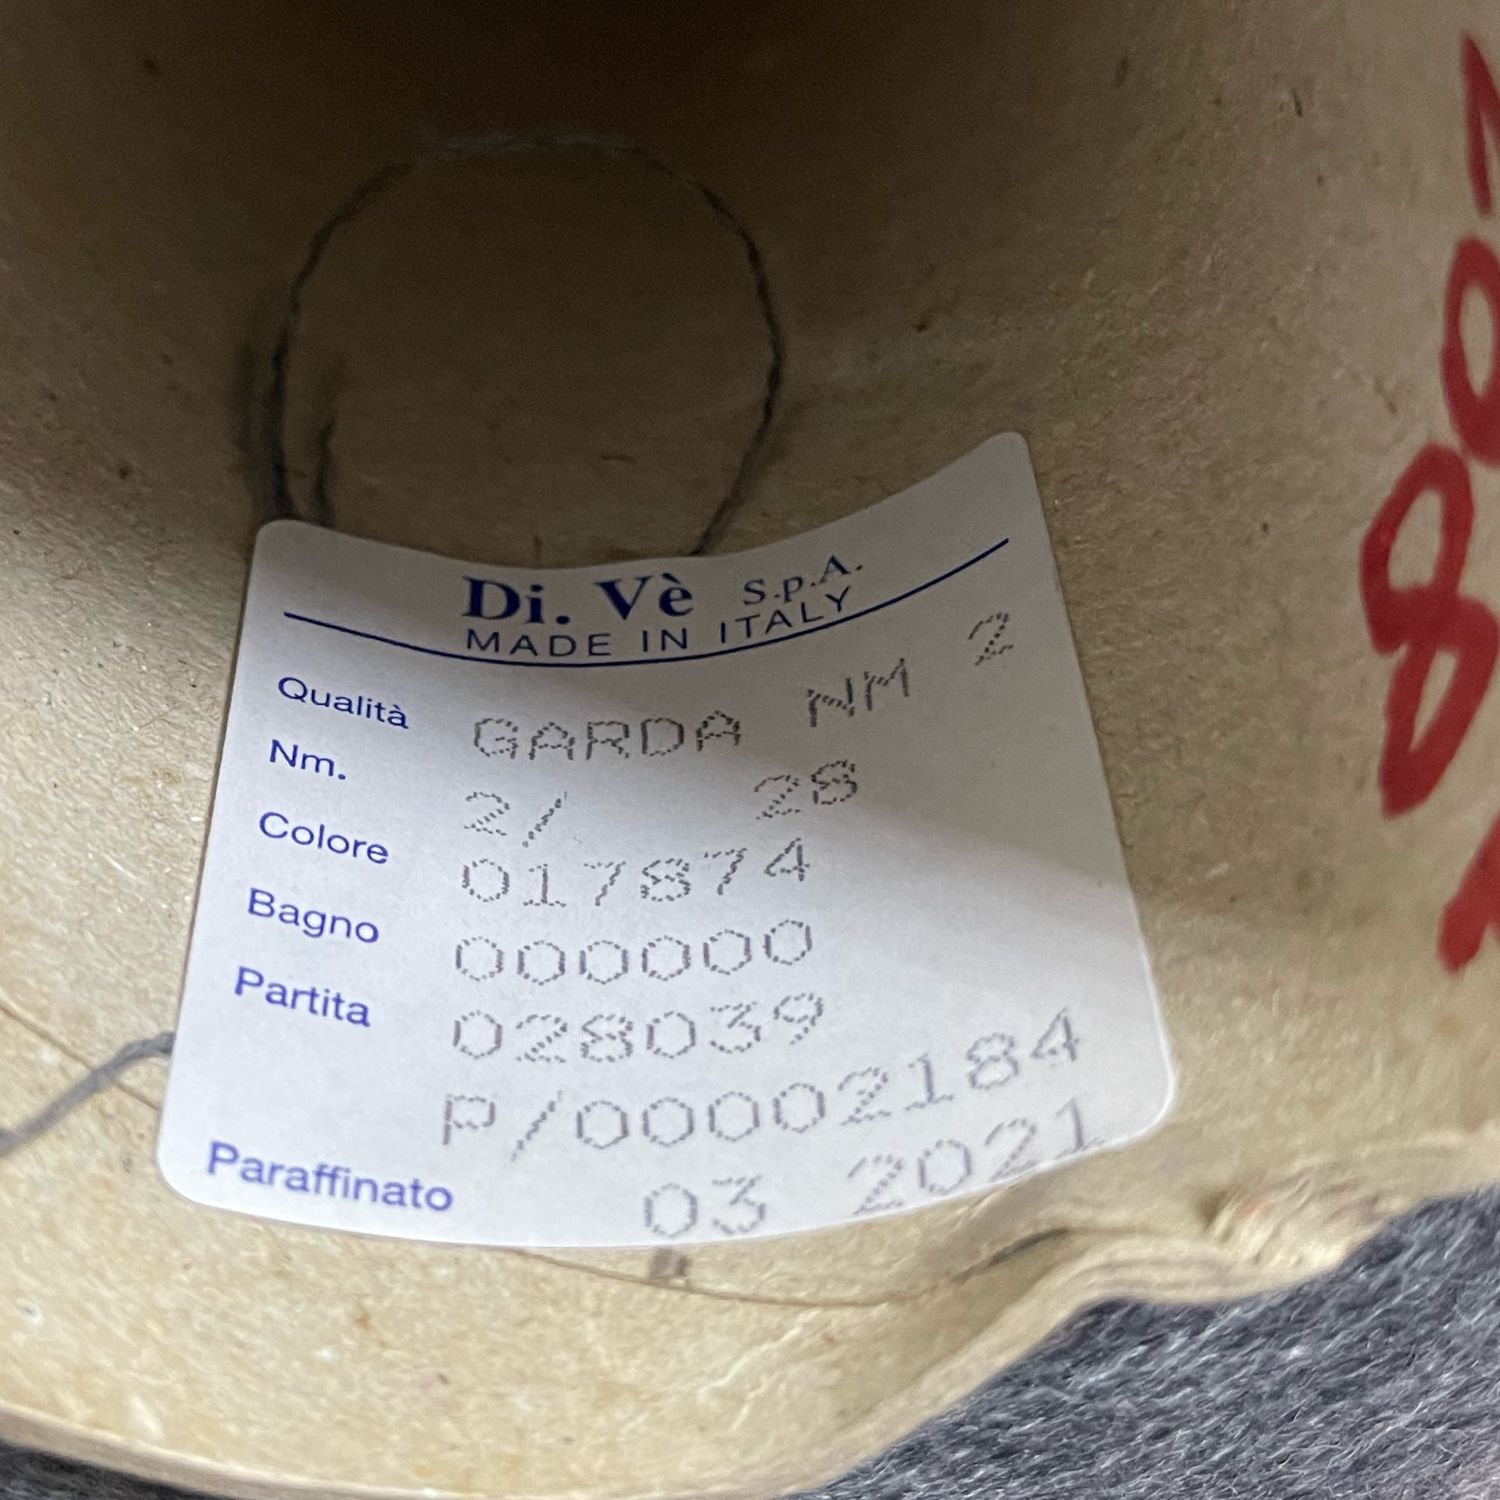 Di. Vè S.p.A.
MADE IN ITALY
Qualità GARDA NM 2
Nm. 2/ 28
Colore 017874
Bagno 000000
Partita 028039
P/00002184
Paraffinato 03 2021